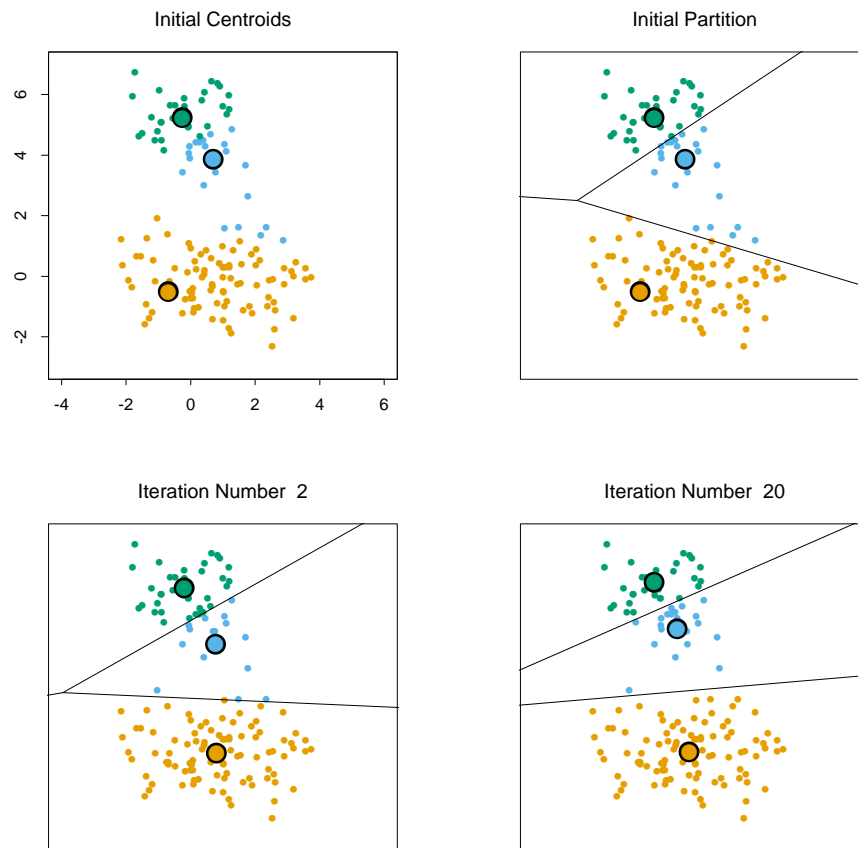 Initial Centroids
Initial Partition
6
4
2
0
-2
-4 -2 0 2 4 6
Iteration Number 2
Iteration Number 20